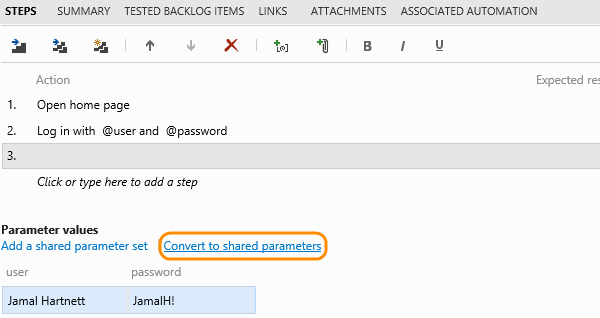 STEPS SUMMARY TESTED BACKLOG ITEMS LINKS ATTACHMENTS ASSOCIATED AUTOMATION
B I U
Action Expected res
1. Open home page
2. Log in with @user and @password
3.
Click or type here to add a step
Parameter values
Add a shared parameter set Convert to shared parameters
user password
Jamal Hartnett JamalH!